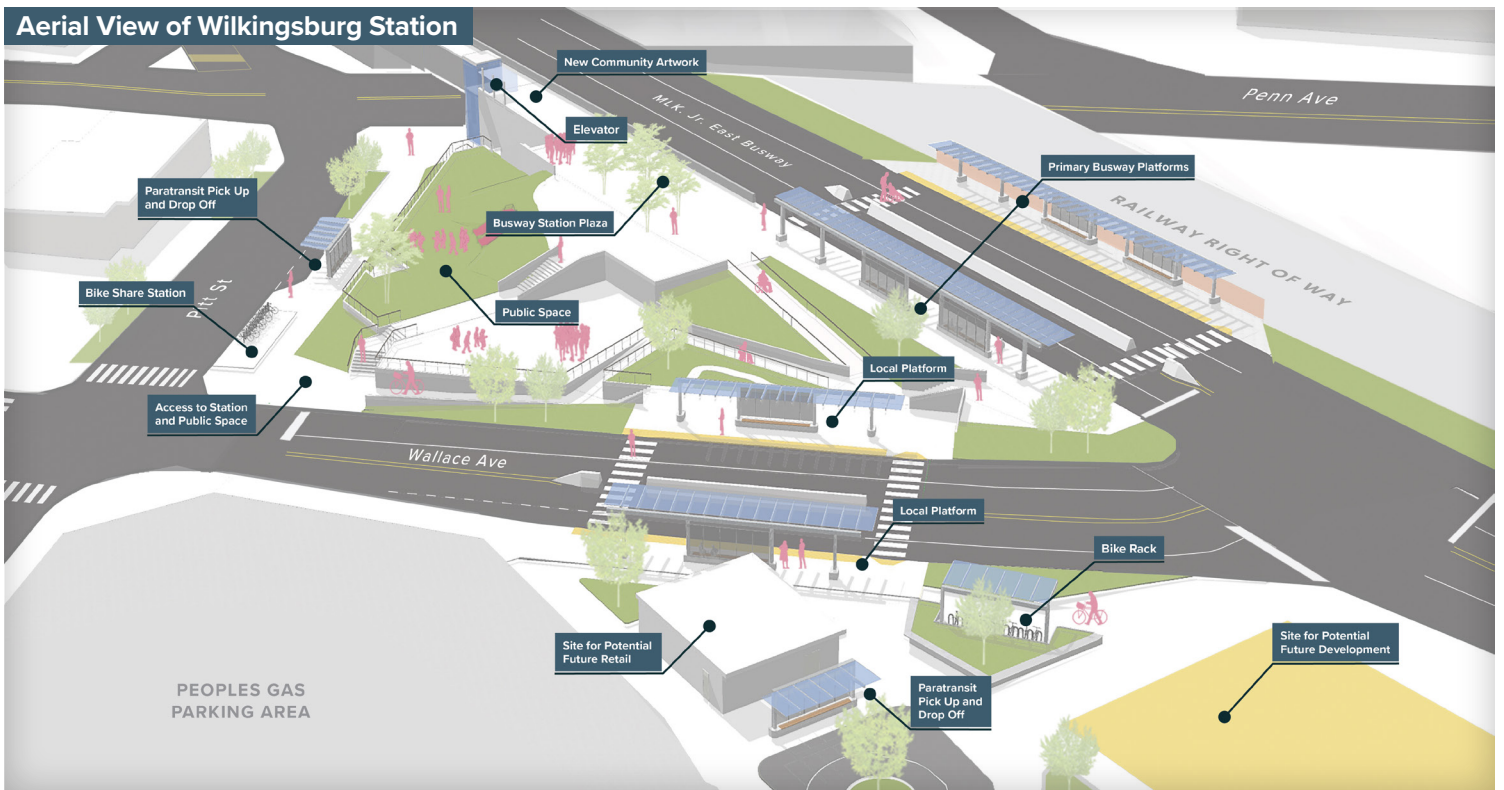 Aerial View of Wilkingsburg Station
New Community Artwork
Penn Ave
MLK. Jr. East Busway
Elevator
Primary Busway Platforms
Paratransit Pick Up
and Drop Off
RAILWAY RIGHT OF WAY
Busway Station Plaza
Bike Share Station
Pitt St
Public Space
Local Platform
Access to Station
and Public Space
Wallace Ave
Local Platform
Bike Rack
Site for Potential
Future Retail
Site for Potential
Future Development
PEOPLES GAS
PARKING AREA
Paratransit
Pick Up and
Drop Off